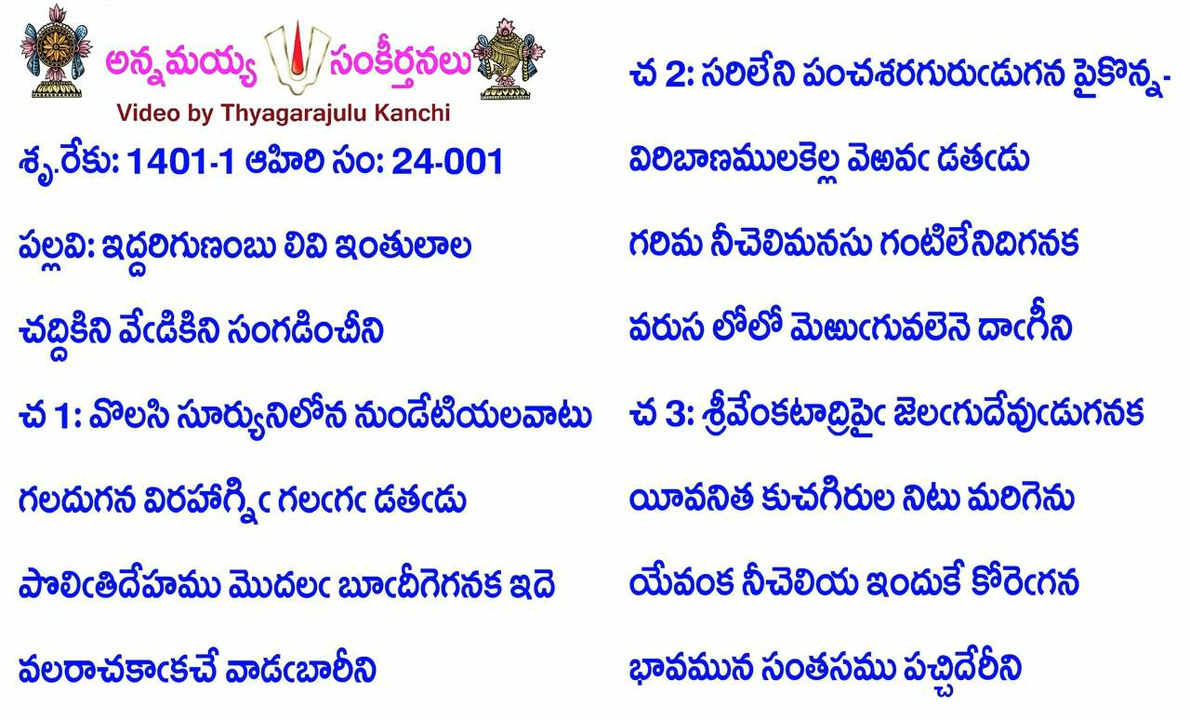 అన్నమయ్య సంకీర్తనలు
Video by Thyagarajulu Kanchi
శృ.రేకు: 1401-1 ఆహిరి సం: 24-001
పల్లవి: ఇద్దరిగుణంబు లివి ఇంతులాల
చద్దికిని వేఁడికిని సంగడించీని
చ 1: వొలసి సూర్యునిలోన నుండేటియలవాటు
గలదుగన విరహాగ్నిఁ గలఁగఁ డతఁడు
పొలిఁతిదేహము మొదలఁ బూఁదీగెగనక ఇదె
వలరాచకాఁకచే వాడఁబారీని
చ 2: సరిలేని పంచశరగురుఁడుగన పైకొన్న-
విరిబాణములకెల్ల వెఱవఁ డతఁడు
గరిమ నీచెలిమనసు గంటిలేనిదిగనక
వరుస లోలో మెఱుఁగువలెనె దాఁగీని
చ 3: శ్రీవేంకటాద్రిపైఁ జెలఁగుదేవుఁడుగనక
యీవనిత కుచగిరుల నిటు మరిగెను
యేవంక నీచెలియ ఇందుకే కోరెఁగన
భావమున సంతసము పచ్చిదేరీని